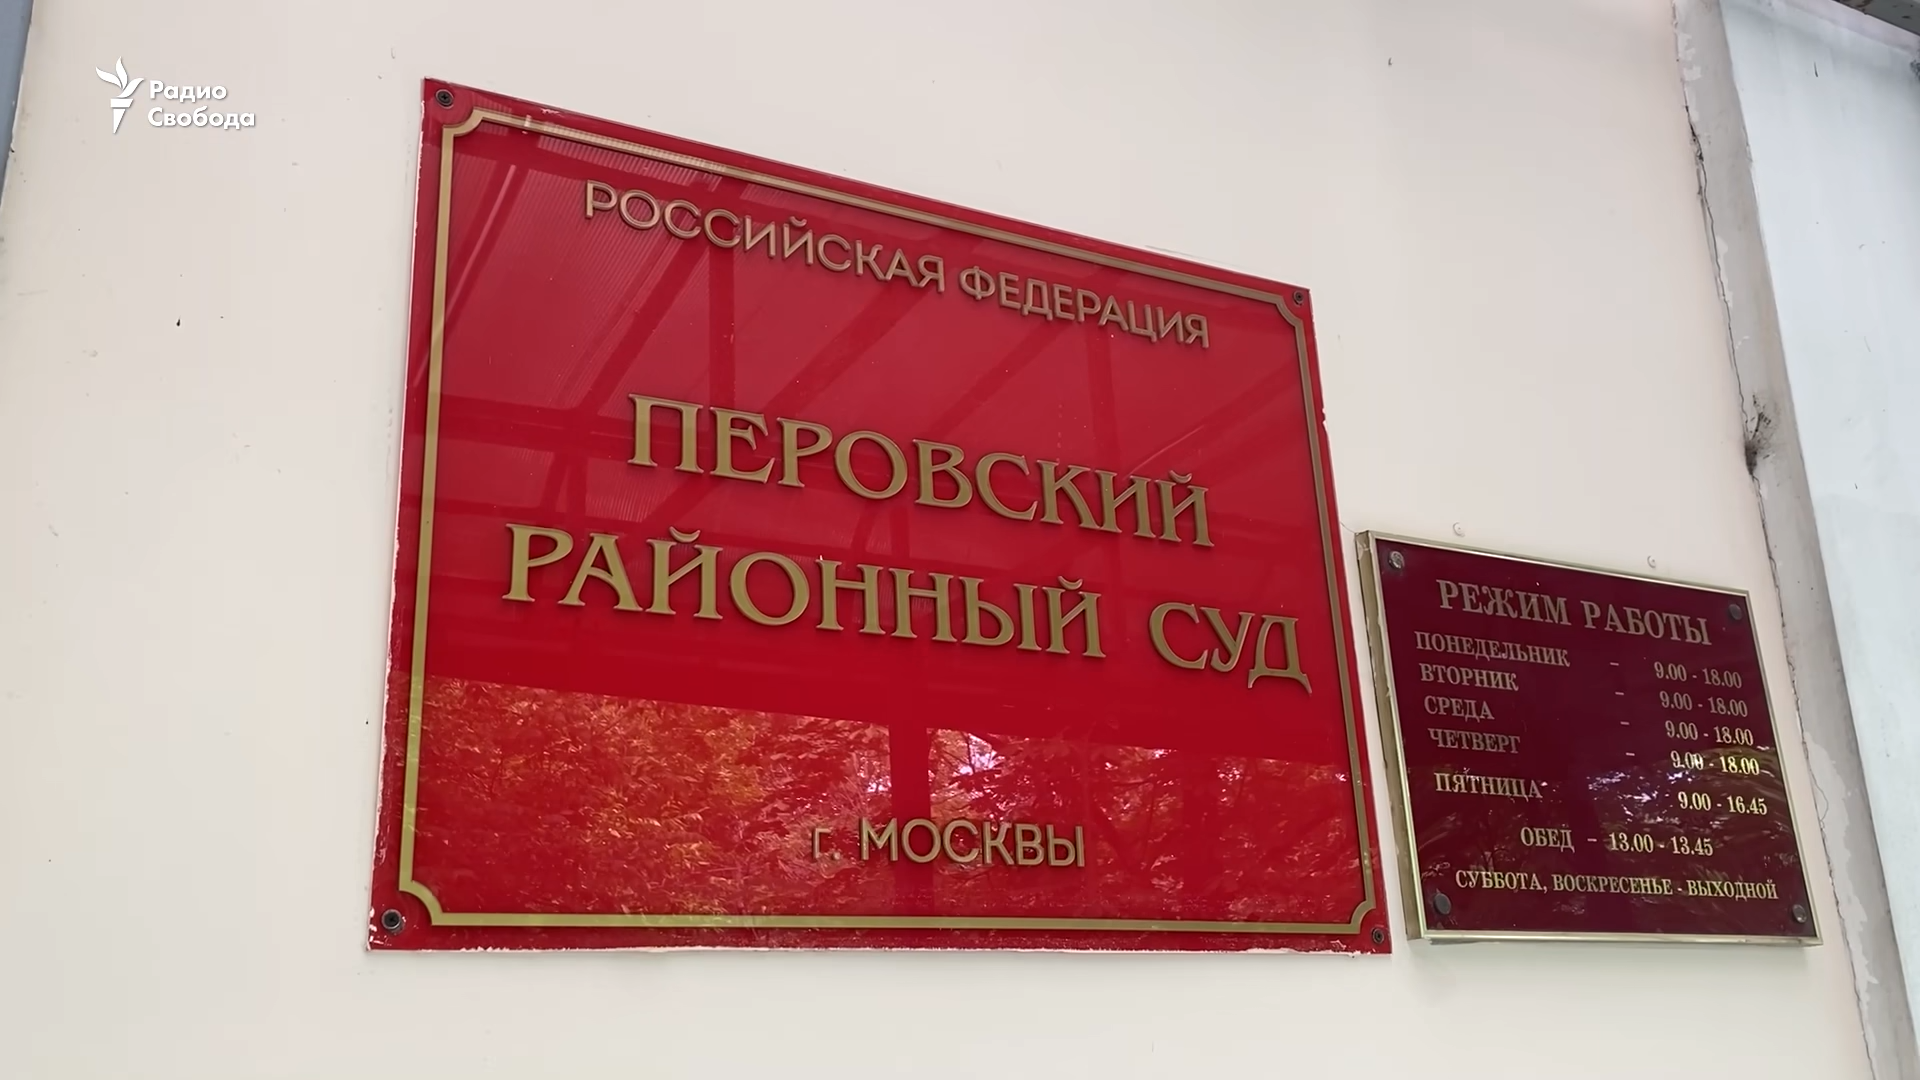 Радио
Свобода
РОССИЙСКАЯ ФЕДЕРАЦИЯ
ПЕРОВСКИЙ
РАЙОННЫЙ СУД
г. МОСКВЫ
РЕЖИМ РАБОТЫ
ПОНЕДЕЛЬНИК - 9.00 - 18.00
ВТОРНИК - 9.00 - 18.00
СРЕДА - 9.00 - 18.00
ЧЕТВЕРГ - 9.00 - 18.00
ПЯТНИЦА 9.00 - 16.45
ОБЕД - 13.00 - 13.45
СУББОТА, ВОСКРЕСЕНЬЕ - ВЫХОДНОЙ